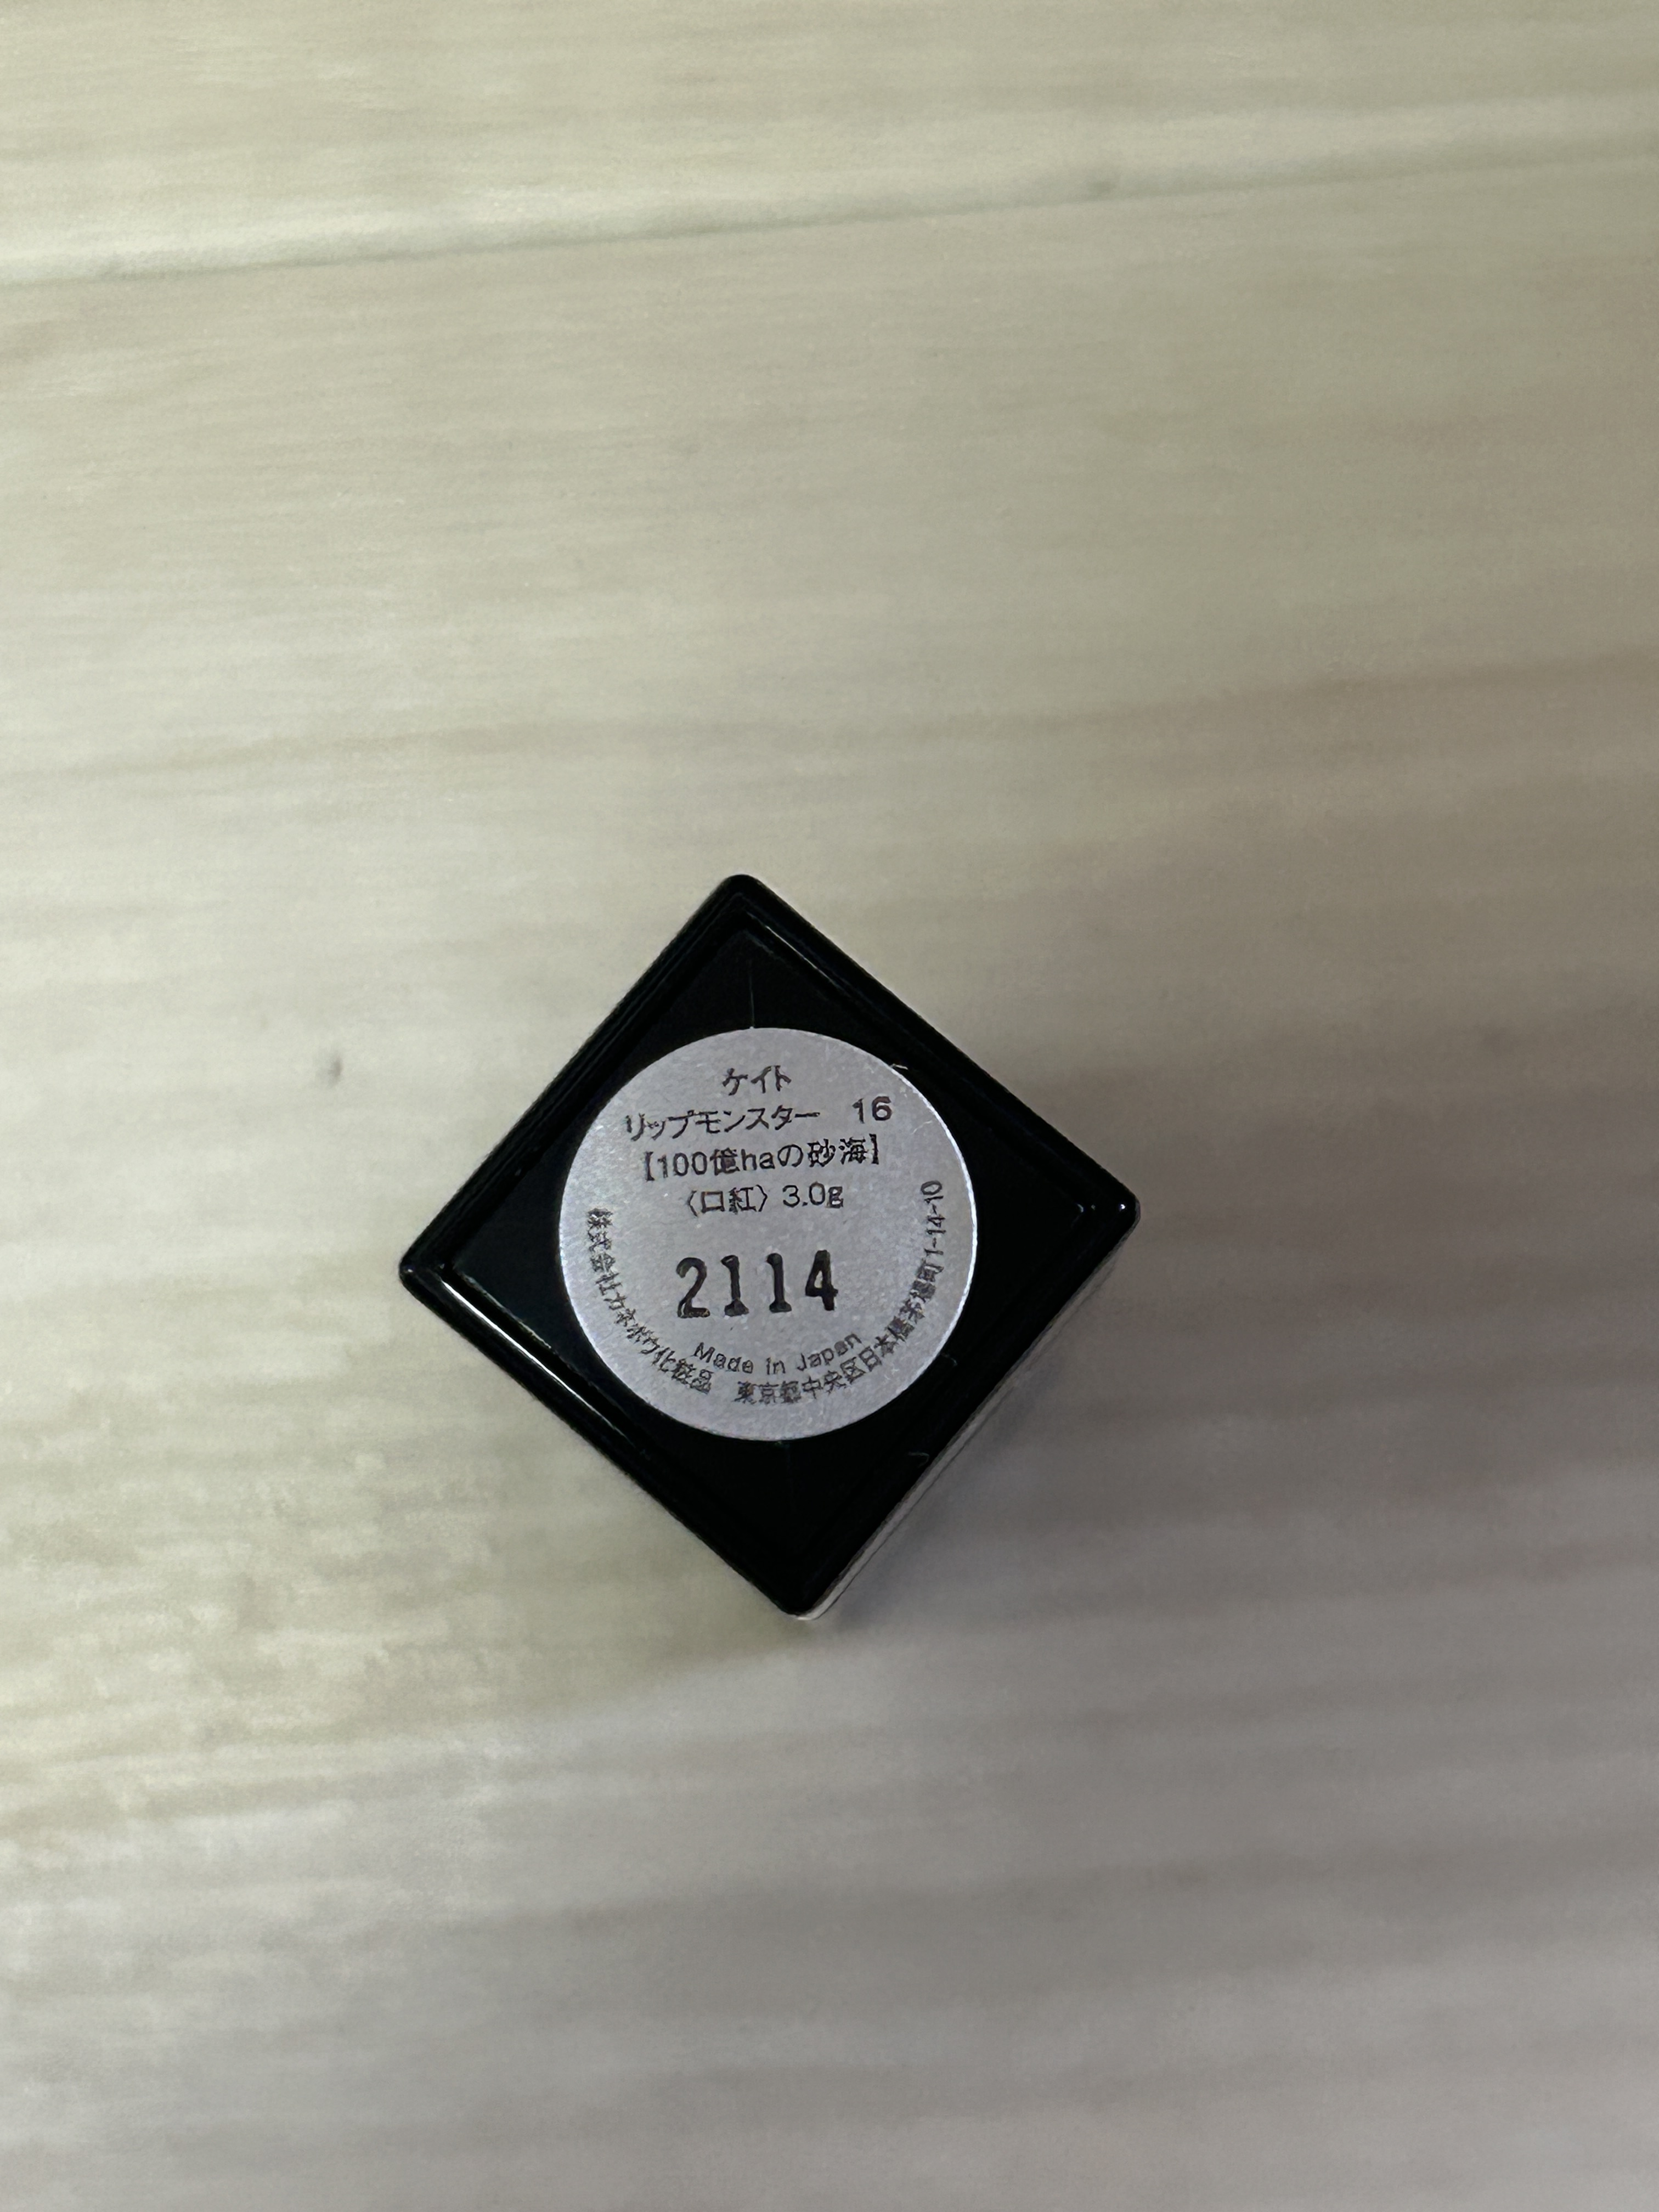 ケイト
リップモンスター 16
【100億haの砂海】
〈口紅〉 3.0g
2114
Made in Japan
株式会社カネボウ化粧品 東京都中央区日本橋茅場町1-14-10